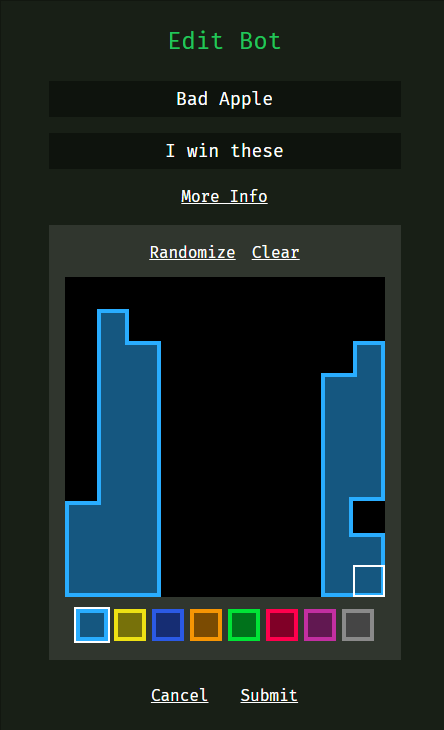 Edit Bot
Bad Apple
I win these
More Info
Randomize Clear
Cancel Submit